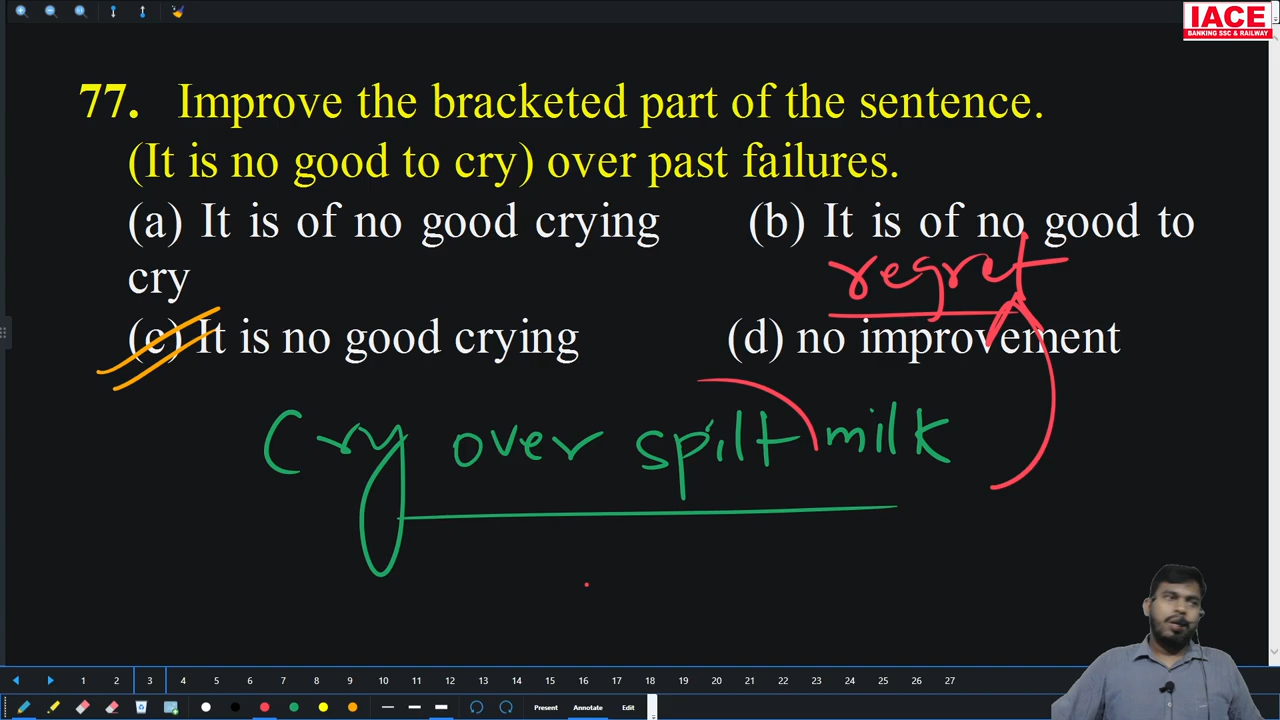 IACE
BANKING SSC & RAILWAY
77. Improve the bracketed part of the sentence.
(It is no good to cry) over past failures.
(a) It is of no good crying (b) It is of no good to
cry
regret
(c) It is no good crying (d) no improvement
Cry over spilt milk
1 2 3 4 5 6 7 8 9 10 11 12 13 14 15 16 17 18 19 20 21 22 23 24 25 26 27
Present Annotate Edit